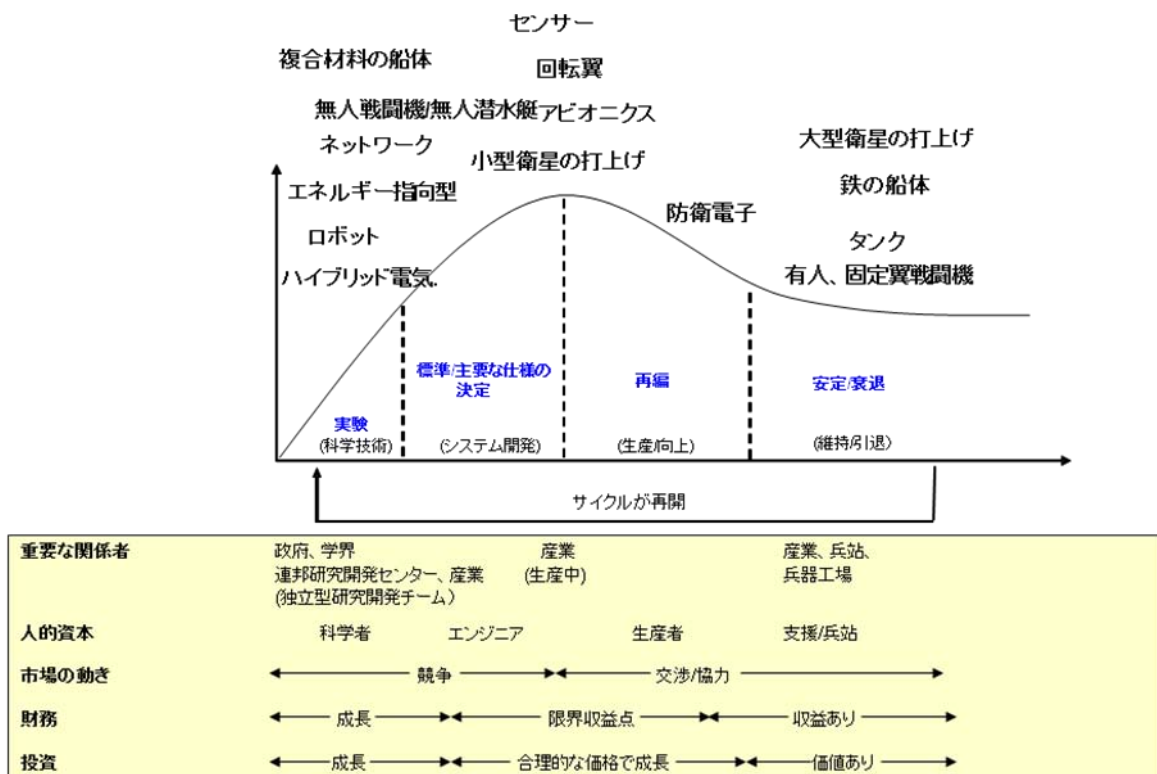 センサー
複合材料の船体
回転翼
無人戦闘機/無人潜水艇アビオニクス
ネットワーク
大型衛星の打上げ
小型衛星の打上げ
エネルギー指向型
鉄の船体
防衛電子
ロボット
タンク
ハイブリッド電気.
有人、固定翼戦闘機
標準/主要な仕様の
決定
再編
安定/衰退
実験
(科学技術)
(システム開発)
(生産/向上)
(維持/引退)
サイクルが再開
重要な関係者 政府、学界 産業 産業、兵站、
連邦研究開発センター、産業 (生産中) 兵器工場
(独立型研究開発チーム)
人的資本 科学者 エンジニア 生産者 支援/兵站
市場の動き 競争 交渉/協力
財務 成長 限界収益点 収益あり
投資 成長 合理的な価格で成長 価値あり